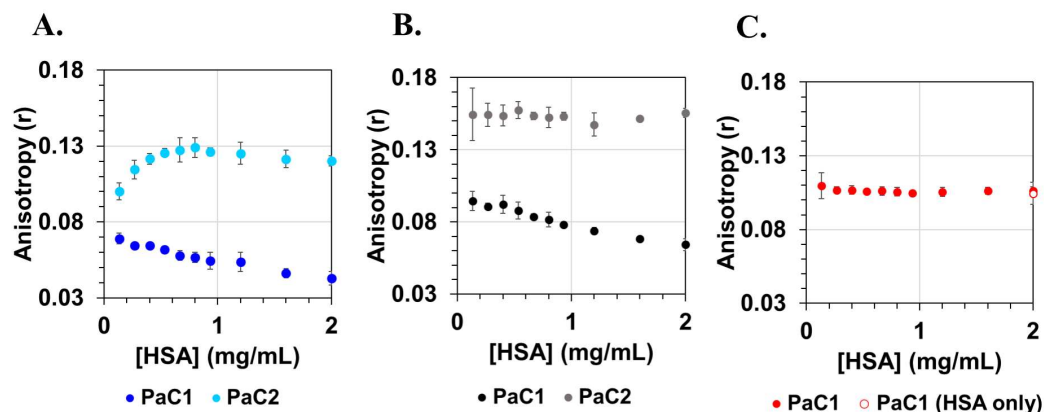 A.
Anisotropy (r)
0.18
0.13
0.08
0.03
0 1 2
[HSA] (mg/mL)
PaC1 PaC2
B.
Anisotropy (r)
0.18
0.13
0.08
0.03
0 1 2
[HSA] (mg/mL)
PaC1 PaC2
C.
Anisotropy (r)
0.18
0.13
0.08
0.03
0 1 2
[HSA] (mg/mL)
PaC1 PaC1 (HSA only)